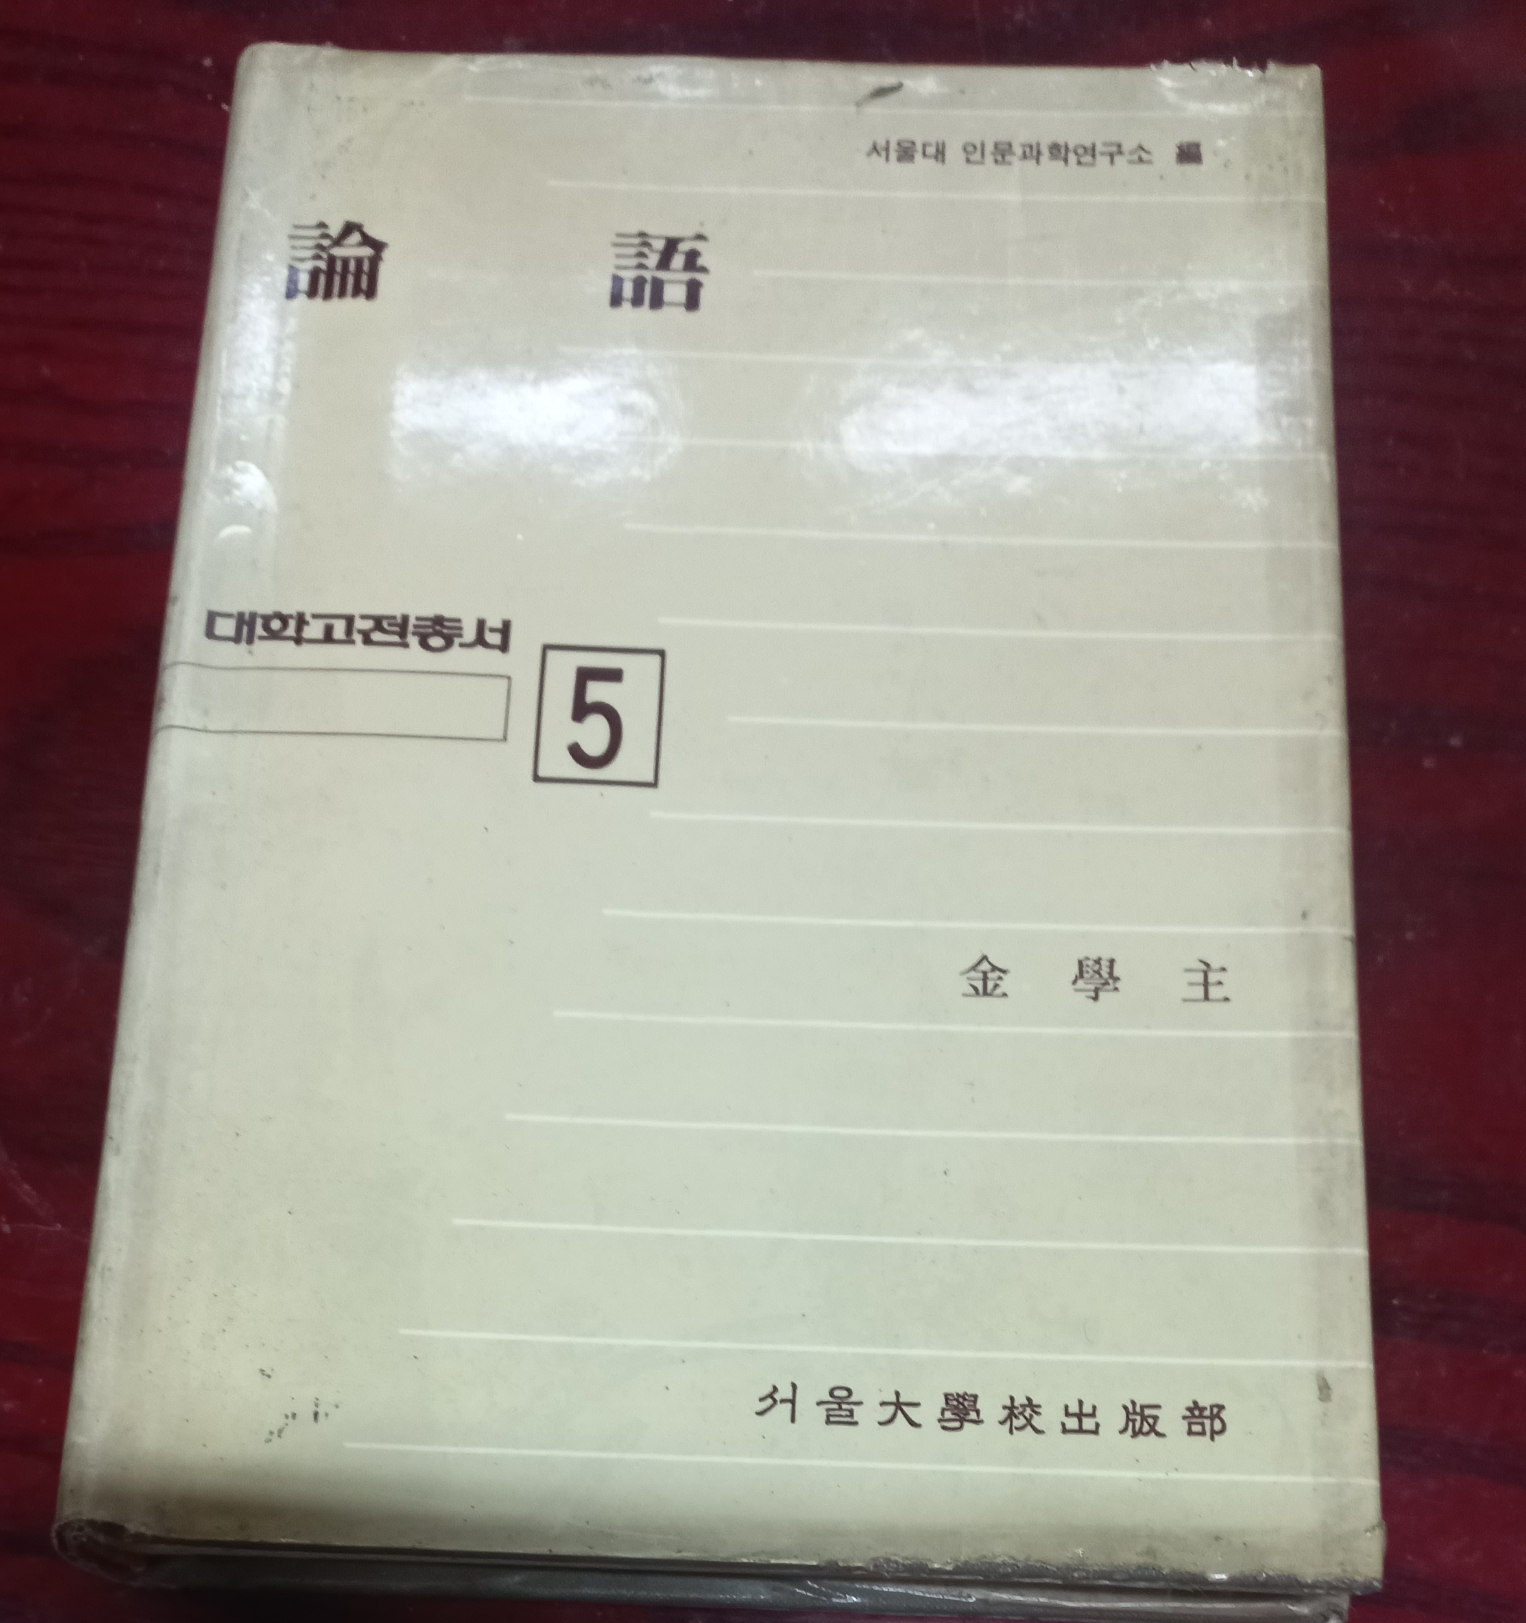 서울대 인문과학연구소 編
論 語
대학고전총서
5
金 學 主
서울大學校出版部